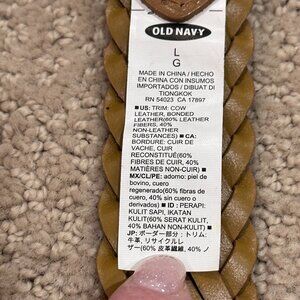 OLD NAVY
L
G
MADE IN CHINA / HECHO
EN CHINA CON INSUMOS
IMPORTADOS / DIBUAT DI
TIONGKOK
RN 54023 CA 17897
■ US: TRIM: COW
LEATHER, BONDED
LEATHER(60% LEATHER
FIBERS, 40%
NON-LEATHER
SUBSTANCES) ■ CA:
BORDURE: CUIR DE
VACHE, CUIR
RECONSTITUÉ(60%
FIBRES DE CUIR, 40%
MATIÈRES NON-CUIR) ■
MX/CL/PE: adorno: piel de
bovino, cuero
regenerado(60% fibras de
cuero, 40% sin cuero o
derivados) ■ ID : PERAPI:
KULIT SAPI, IKATAN
KULIT(60% SERAT KULIT,
40% BAHAN NON-KULIT) ■
JP: ボーダー部分：トリム:
牛革, リサイクルレ
ザー(60% 皮革繊維, 40% ノ